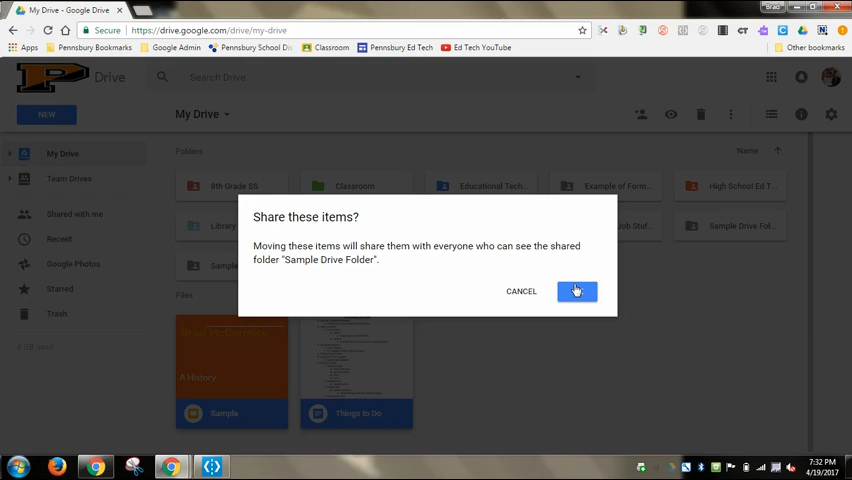 My Drive - Google Drive
Brad
Secure
https://drive.google.com/drive/my-drive
Apps
Pennsbury Bookmarks
Google Admin
Pennsbury School Dis
Classroom
Pennsbury Ed Tech
Ed Tech YouTube
Other bookmarks
P
Drive
Search Drive
NEW
My Drive
My Drive
Team Drives
Shared with me
Recent
Google Photos
Starred
Trash
Folders
Name
8th Grade SS
Classroom
Educational Tech...
Example of Form...
High School Ed T...
Library
Job Stuf...
Sample Drive Fol...
Sample
Share these items?
Moving these items will share them with everyone who can see the shared
folder "Sample Drive Folder".
CANCEL
Files
Brad McCormick
A History
Sample
Things to Do
7:32 PM
4/19/2017